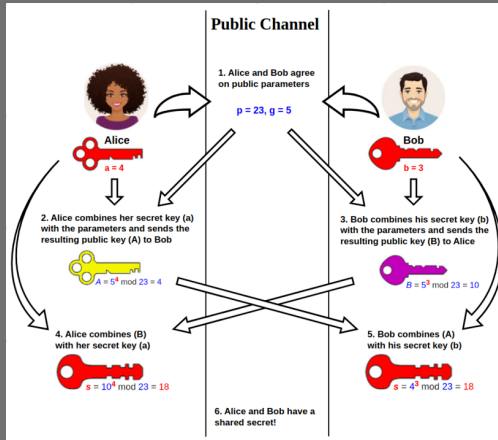 Public Channel
1. Alice and Bob agree
on public parameters
p = 23, g = 5
Alice
a = 4
Bob
b = 3
2. Alice combines her secret key (a)
with the parameters and sends the
resulting public key (A) to Bob
A = 5⁴ mod 23 = 4
3. Bob combines his secret key (b)
with the parameters and sends the
resulting public key (B) to Alice
B = 5³ mod 23 = 10
4. Alice combines (B)
with her secret key (a)
s = 10⁴ mod 23 = 18
5. Bob combines (A)
with his secret key (b)
s = 4³ mod 23 = 18
6. Alice and Bob have a
shared secret!